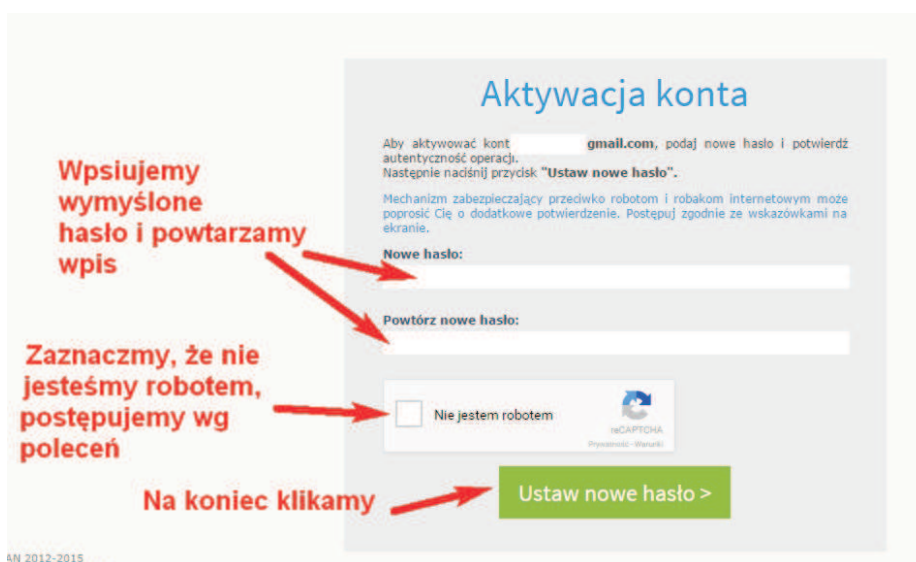 Aktywacja konta
Aby aktywować kont gmail.com, podaj nowe hasło i potwierdź
autentyczność operacji.
Następnie naciśnij przycisk "Ustaw nowe hasło".
Mechanizm zabezpieczający przeciwko robotom i robakom internetowym może
poprosić Cię o dodatkowe potwierdzenie. Postępuj zgodnie ze wskazówkami na
ekranie.
Wpsiujemy
wymyślone
hasło i powtarzamy
wpis
Nowe hasło:
Powtórz nowe hasło:
Zaznaczmy, że nie
jesteśmy robotem,
postępujemy wg
poleceń
Nie jestem robotem
reCAPTCHA
Prywatność - Warunki
Na koniec klikamy
Ustaw nowe hasło >
AN 2012-2015